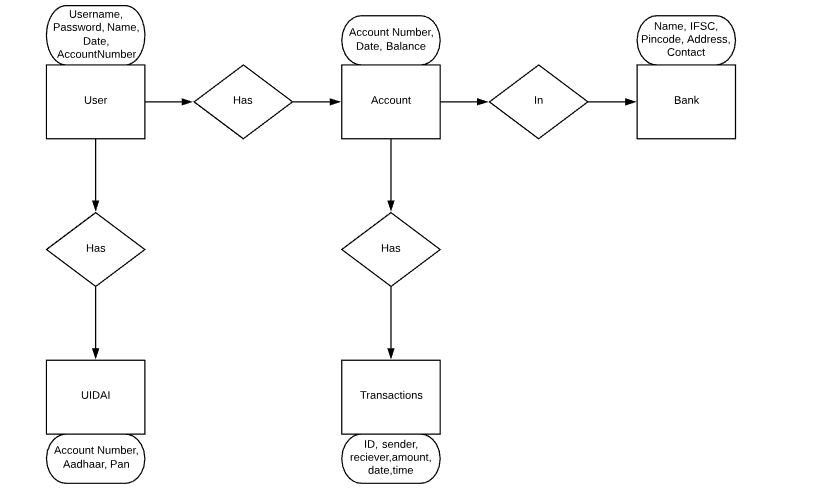 Username,
Password, Name,
Date,
AccountNumber
Account Number,
Date, Balance
Name, IFSC,
Pincode, Address,
Contact
User
Has
Account
In
Bank
Has
Has
UIDAI
Transactions
Account Number,
Aadhaar, Pan
ID, sender,
reciever,amount,
date,time